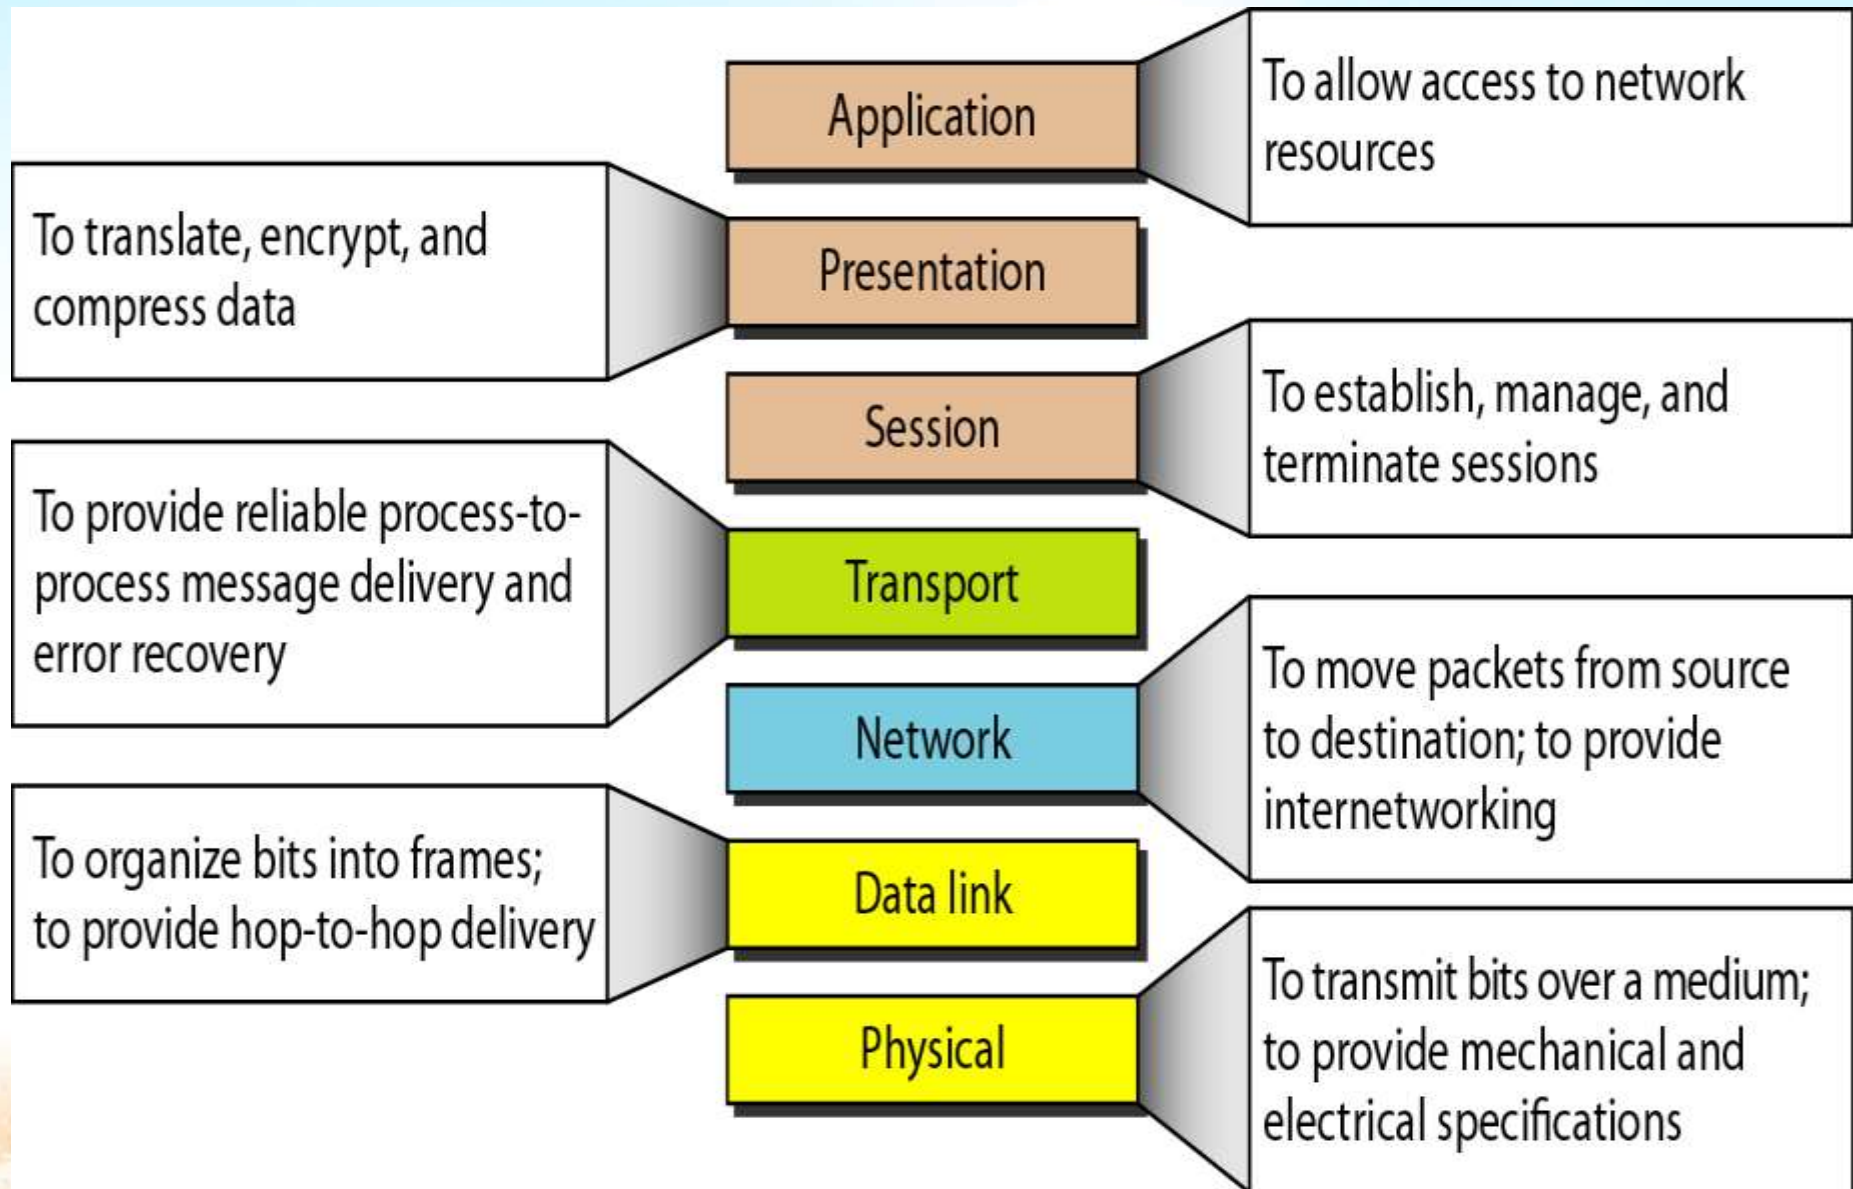 Application
To allow access to network
resources
To translate, encrypt, and
compress data
Presentation
Session
To establish, manage, and
terminate sessions
To provide reliable process-to-
process message delivery and
error recovery
Transport
Network
To move packets from source
to destination; to provide
internetworking
To organize bits into frames;
to provide hop-to-hop delivery
Data link
Physical
To transmit bits over a medium;
to provide mechanical and
electrical specifications